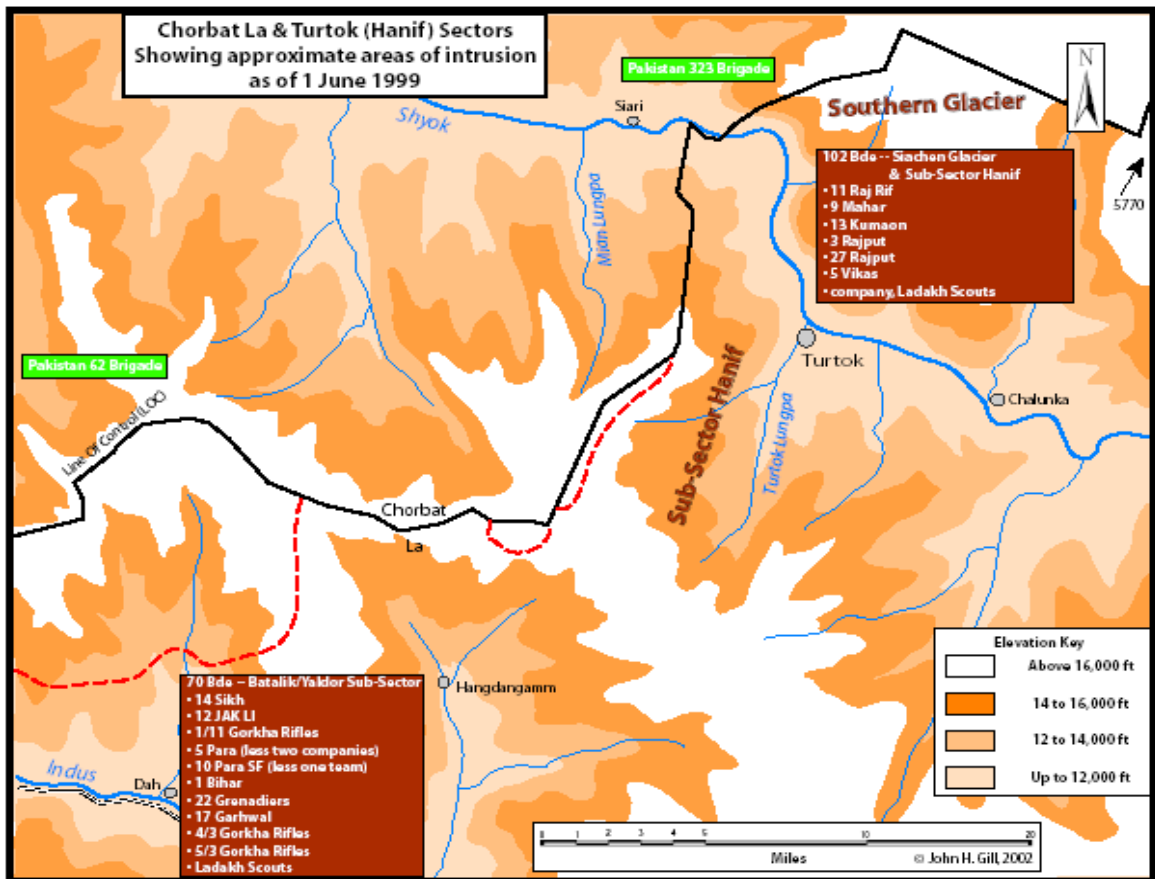 Chorbat La & Turtok (Hanif) Sectors
Showing approximate areas of intrusion
as of 1 June 1999
Pakistan 323 Brigade
N
Southern Glacier
Siari
Shyok
102 Bde -- Siachen Glacier
& Sub-Sector Hanif
• 11 Raj Rif
• 9 Mahar
• 13 Kumaon
• 3 Rajput
• 27 Rajput
• 5 Vikas
• company, Ladakh Scouts
5770
Mian Lungpa
Turtok
Pakistan 62 Brigade
Line Of Control (LOC)
Sub-Sector Hanif
Turtok Lungpa
Chalunka
Chorbat
La
Elevation Key
Above 16,000 ft
14 to 16,000 ft
12 to 14,000 ft
Up to 12,000 ft
70 Bde – Batalik/Yaldor Sub-Sector
• 14 Sikh
• 12 JAK LI
• 1/11 Gorkha Rifles
• 5 Para (less two companies)
• 10 Para SF (less one team)
• 1 Bihar
• 22 Grenadiers
• 17 Garhwal
• 4/3 Gorkha Rifles
• 5/3 Gorkha Rifles
• Ladakh Scouts
Hangdangamm
Indus
Dah
0 1 2 3 4 5 10 20
Miles
© John H. Gill, 2002